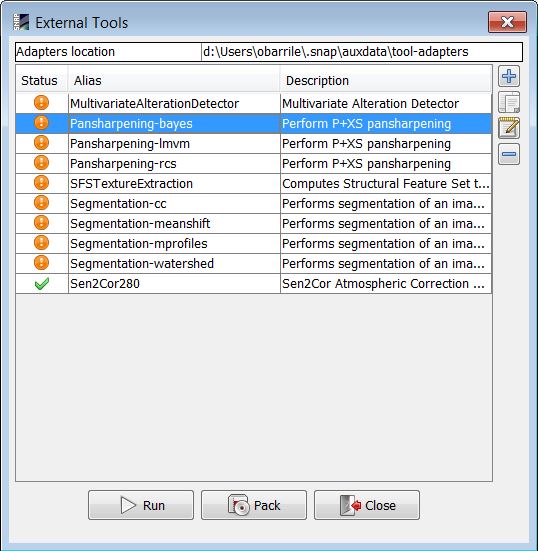 SNAP
External Tools
Adapters location d:\Users\obarrile\.snap\auxdata\tool-adapters
Status Alias Description
MultivariateAlterationDetector Multivariate Alteration Detector
Pansharpening-bayes Perform P+XS pansharpening
Pansharpening-lmvm Perform P+XS pansharpening
Pansharpening-rcs Perform P+XS pansharpening
SFSTextureExtraction Computes Structural Feature Set t...
Segmentation-cc Performs segmentation of an ima...
Segmentation-meanshift Performs segmentation of an ima...
Segmentation-mprofiles Performs segmentation of an ima...
Segmentation-watershed Performs segmentation of an ima...
Sen2Cor280 Sen2Cor Atmospheric Correction ...
Run Pack Close